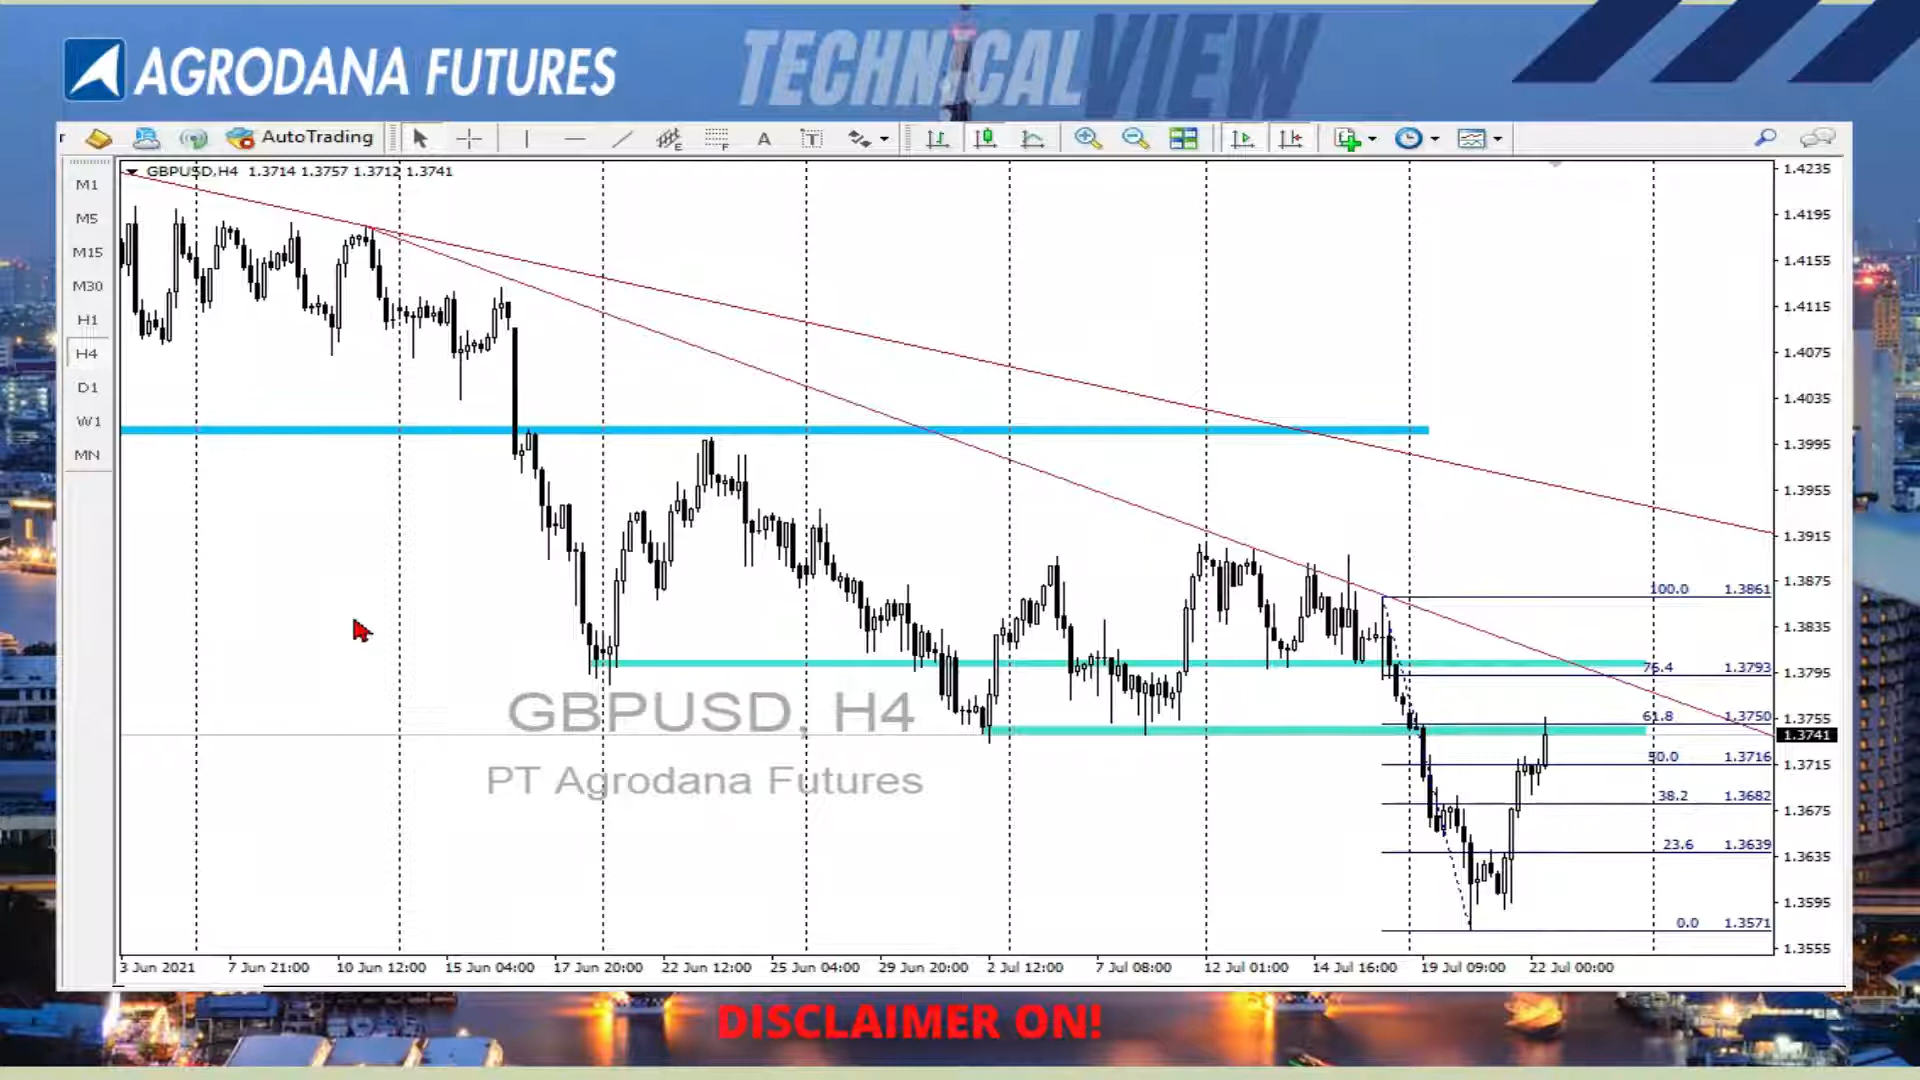 AGRODANA FUTURES
TECHNICAL VIEW
AutoTrading
M1
M5
M15
M30
H1
H4
D1
W1
MN
GBPUSD,H4 1.3714 1.3757 1.3712 1.3741
1.4235
1.4195
1.4155
1.4115
1.4075
1.4035
1.3995
1.3955
1.3915
1.3875
1.3835
1.3795
1.3755
1.3741
1.3715
1.3675
1.3635
1.3595
1.3555
100.0 1.3861
76.4 1.3793
61.8 1.3750
50.0 1.3716
38.2 1.3682
23.6 1.3639
0.0 1.3571
GBPUSD, H4
PT Agrodana Futures
3 Jun 2021 7 Jun 21:00 10 Jun 12:00 15 Jun 04:00 17 Jun 20:00 22 Jun 12:00 25 Jun 04:00 29 Jun 20:00 2 Jul 12:00 7 Jul 08:00 12 Jul 01:00 14 Jul 16:00 19 Jul 09:00 22 Jul 00:00
DISCLAIMER ON!